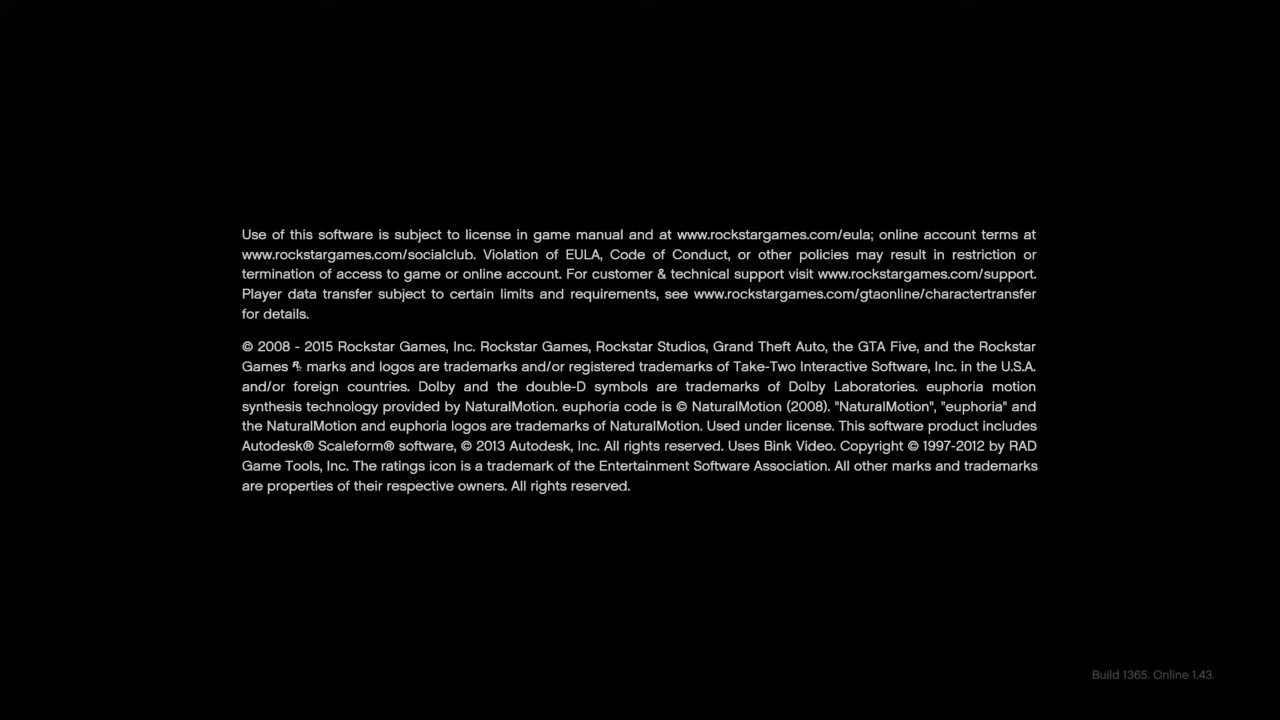 Use of this software is subject to license in game manual and at www.rockstargames.com/eula; online account terms at
www.rockstargames.com/socialclub. Violation of EULA, Code of Conduct, or other policies may result in restriction or
termination of access to game or online account. For customer & technical support visit www.rockstargames.com/support.
Player data transfer subject to certain limits and requirements, see www.rockstargames.com/gtaonline/charactertransfer
for details.
© 2008 - 2015 Rockstar Games, Inc. Rockstar Games, Rockstar Studios, Grand Theft Auto, the GTA Five, and the Rockstar
Games R* marks and logos are trademarks and/or registered trademarks of Take-Two Interactive Software, Inc. in the U.S.A.
and/or foreign countries. Dolby and the double-D symbols are trademarks of Dolby Laboratories. euphoria motion
synthesis technology provided by NaturalMotion. euphoria code is © NaturalMotion (2008). "NaturalMotion", "euphoria" and
the NaturalMotion and euphoria logos are trademarks of NaturalMotion. Used under license. This software product includes
Autodesk® Scaleform® software, © 2013 Autodesk, Inc. All rights reserved. Uses Bink Video. Copyright © 1997-2012 by RAD
Game Tools, Inc. The ratings icon is a trademark of the Entertainment Software Association. All other marks and trademarks
are properties of their respective owners. All rights reserved.
Build 1365. Online 1.43.